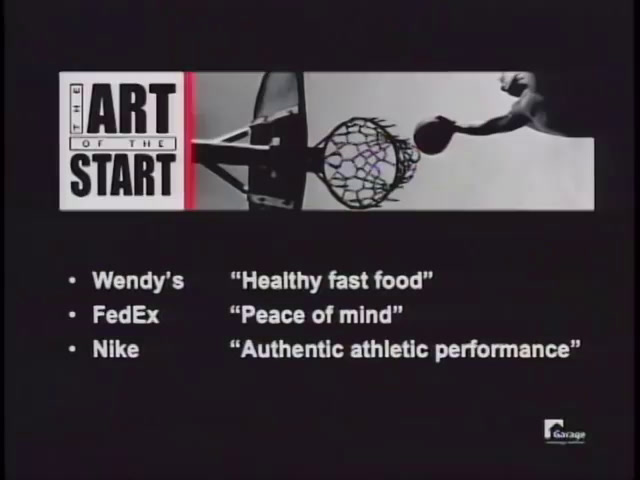 THE
ART
OF THE
START
• Wendy's “Healthy fast food”
• FedEx “Peace of mind”
• Nike “Authentic athletic performance”
Garage